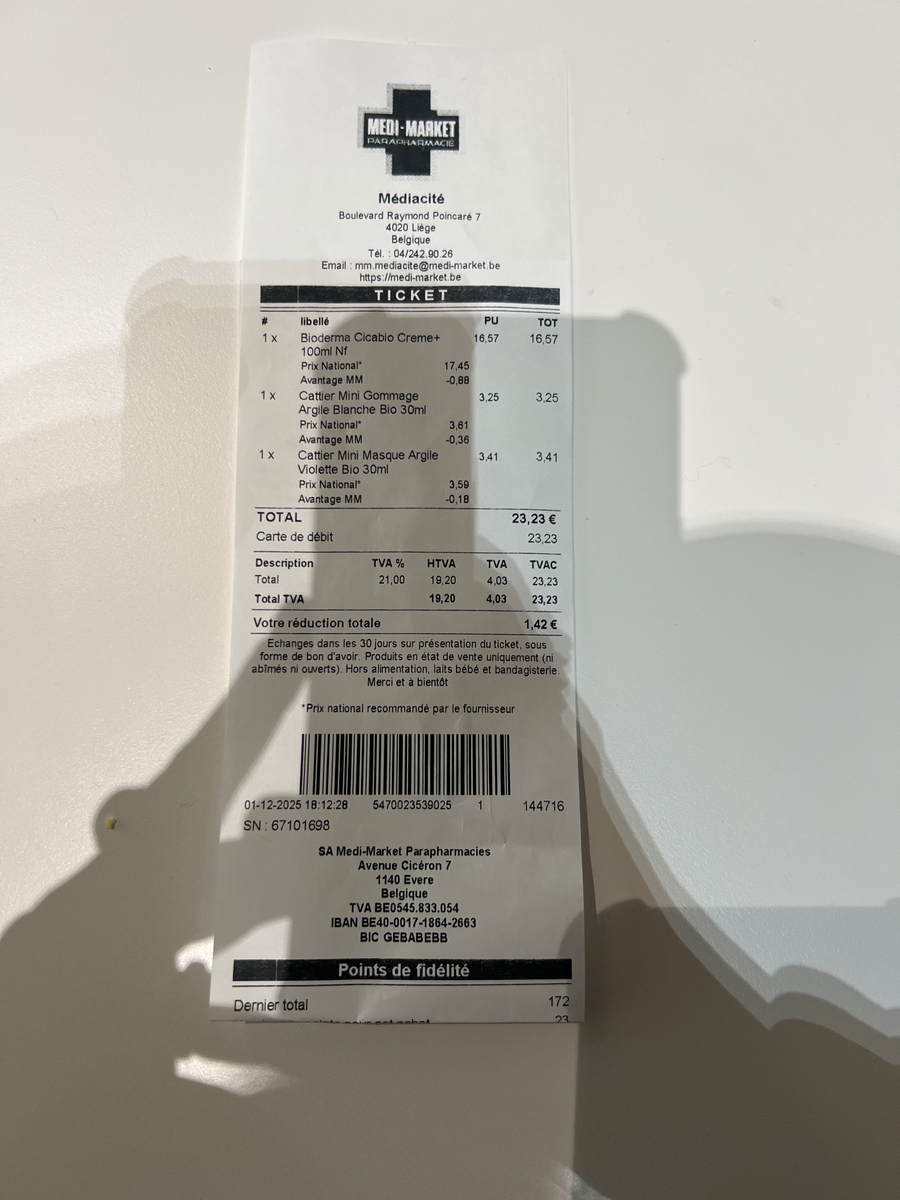 MEDI-MARKET
PARAPHARMACIE
Médiacité
Boulevard Raymond Poincaré 7
4020 Liège
Belgique
Tél. : 04/242.90.26
Email : mm.mediacite@medi-market.be
https://medi-market.be
TICKET
# libellé PU TOT
1 x Bioderma Cicabio Creme+ 16,57 16,57
100ml Nf
Prix National* 17,45
Avantage MM -0,88
1 x Cattier Mini Gommage 3,25 3,25
Argile Blanche Bio 30ml
Prix National* 3,61
Avantage MM -0,36
1 x Cattier Mini Masque Argile 3,41 3,41
Violette Bio 30ml
Prix National* 3,59
Avantage MM -0,18
TOTAL 23,23 €
Carte de débit 23,23
Description TVA % HTVA TVA TVAC
Total 21,00 19,20 4,03 23,23
Total TVA 19,20 4,03 23,23
Votre réduction totale 1,42 €
Echanges dans les 30 jours sur présentation du ticket, sous
forme de bon d'avoir. Produits en état de vente uniquement (ni
abîmés ni ouverts). Hors alimentation, laits bébé et bandagisterie.
Merci et à bientôt
*Prix national recommandé par le fournisseur
01-12-2025 18:12:28 5470023539025 1 144716
SN : 67101698
SA Medi-Market Parapharmacies
Avenue Cicéron 7
1140 Evere
Belgique
TVA BE0545.833.054
IBAN BE40-0017-1864-2663
BIC GEBABEBB
Points de fidélité
Dernier total 172
pour cet achat 23